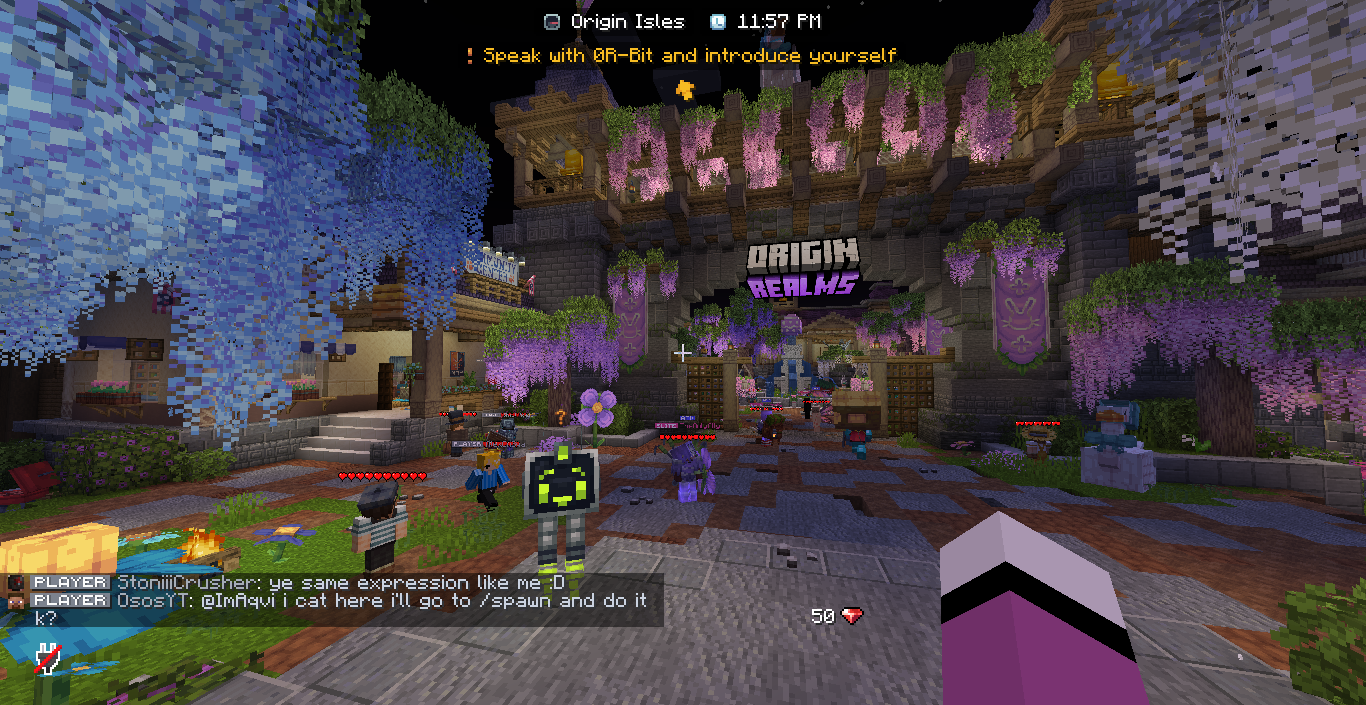 Origin Isles 11:57 PM
! Speak with 0R-Bit and introduce yourself
ORIGIN
REALMS
?
PLAYER StoniiiCrusher: ye same expression like me :D
PLAYER OsosYT: @ImAqvi i cat here i'll go to /spawn and do it
k?
50